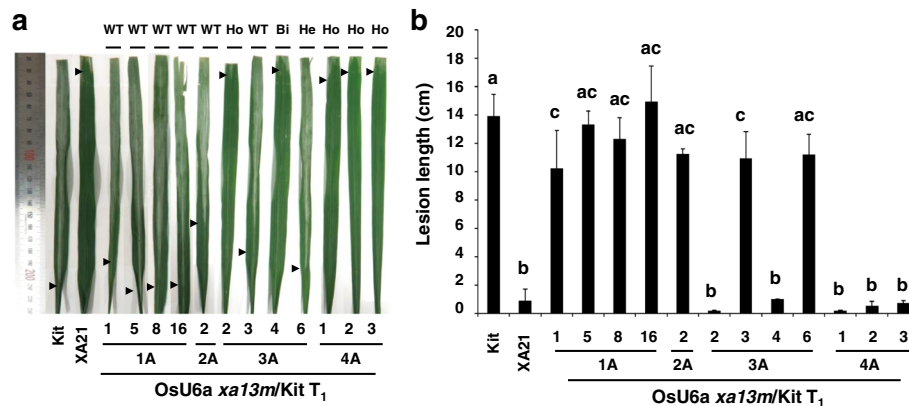 a
WT WT WT WT WT Ho WT Bi He Ho Ho Ho
100
200
Kit XA21 1 5 8 16 2 2 3 4 6 1 2 3
1A 2A 3A 4A
OsU6a xa13m/Kit T1
b
Lesion length (cm)
20
18
16
14
12
10
8
6
4
2
0
a b c ac ac ac ac b c b ac b b b
Kit XA21 1 5 8 16 2 2 3 4 6 1 2 3
1A 2A 3A 4A
OsU6a xa13m/Kit T1